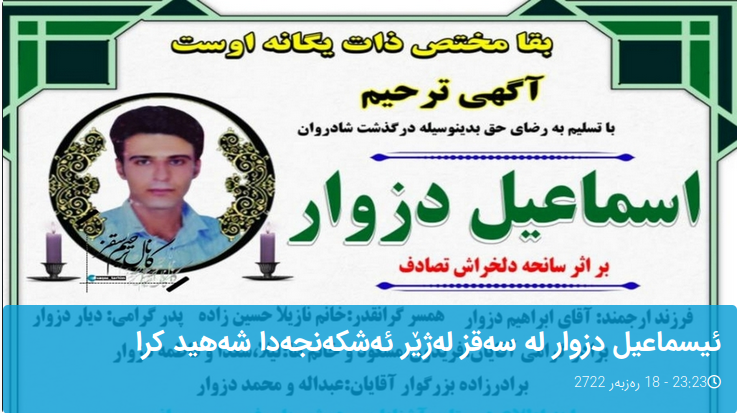 بقا مختص ذات یگانه اوست
آگهی ترحیم
با تسلیم به رضای حق بدینوسیله درگذشت شادروان
اسماعیل دزوار
بر اثر سانحه دلخراش تصادف
فرزند ارجمند: آقای ابراهیم دزوار همسر گرانقدر: خانم نازیلا حسین زاده پدر گرامی: دیار دزوار
ئیسماعیل دزوار لە سەقز لەژێر ئەشکەنجەدا شەهید کرا
برادرزاده بزرگوار آقایان: عبداله و محمد دزوار
23:23 - 18 رەزبەر 2722